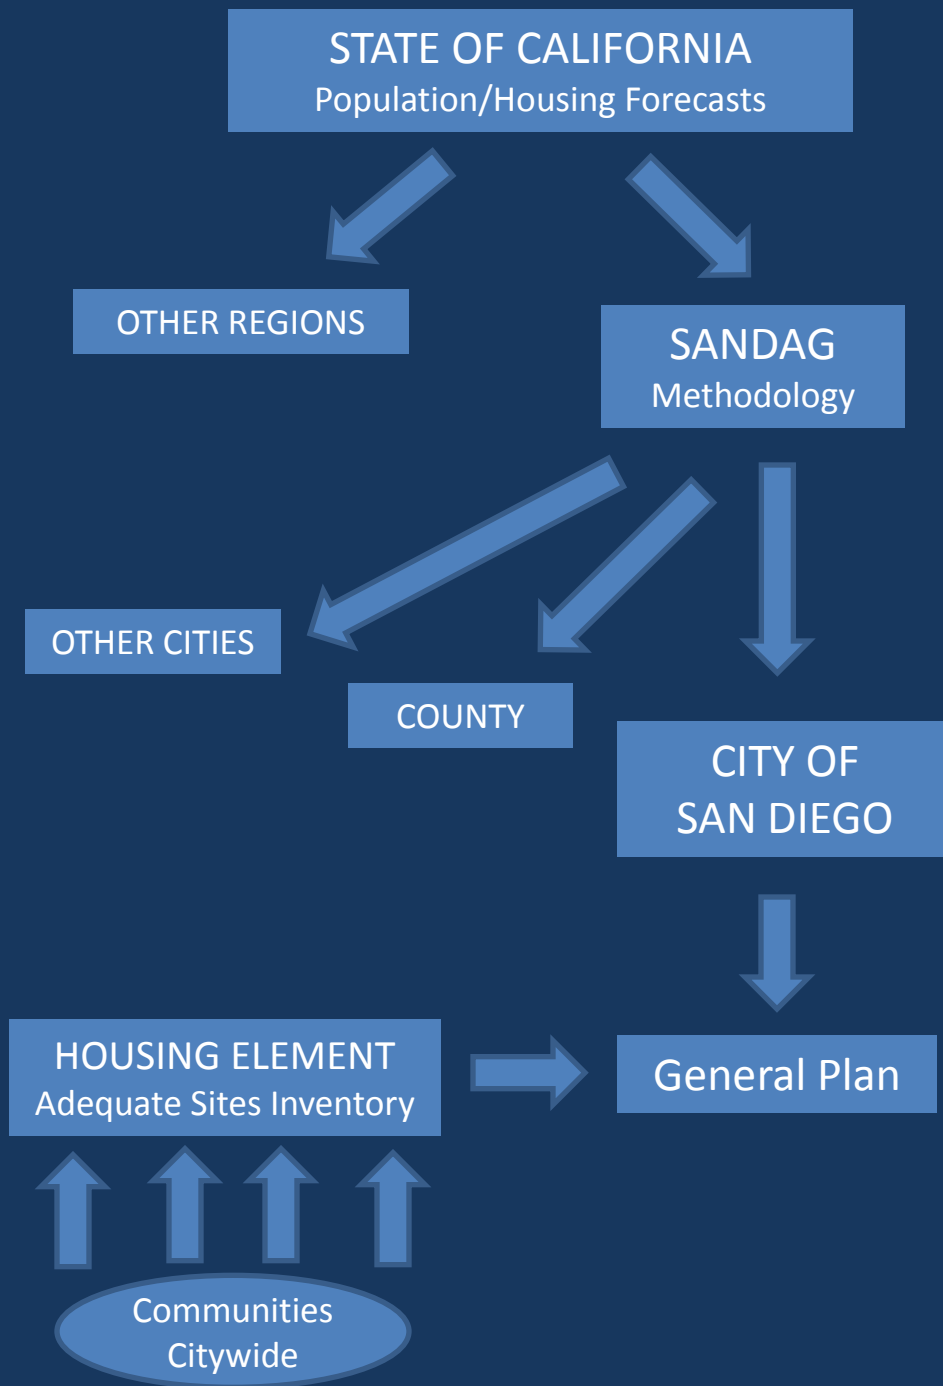 STATE OF CALIFORNIA
Population/Housing Forecasts
OTHER REGIONS
SANDAG
Methodology
OTHER CITIES
COUNTY
CITY OF
SAN DIEGO
HOUSING ELEMENT
Adequate Sites Inventory
General Plan
Communities
Citywide